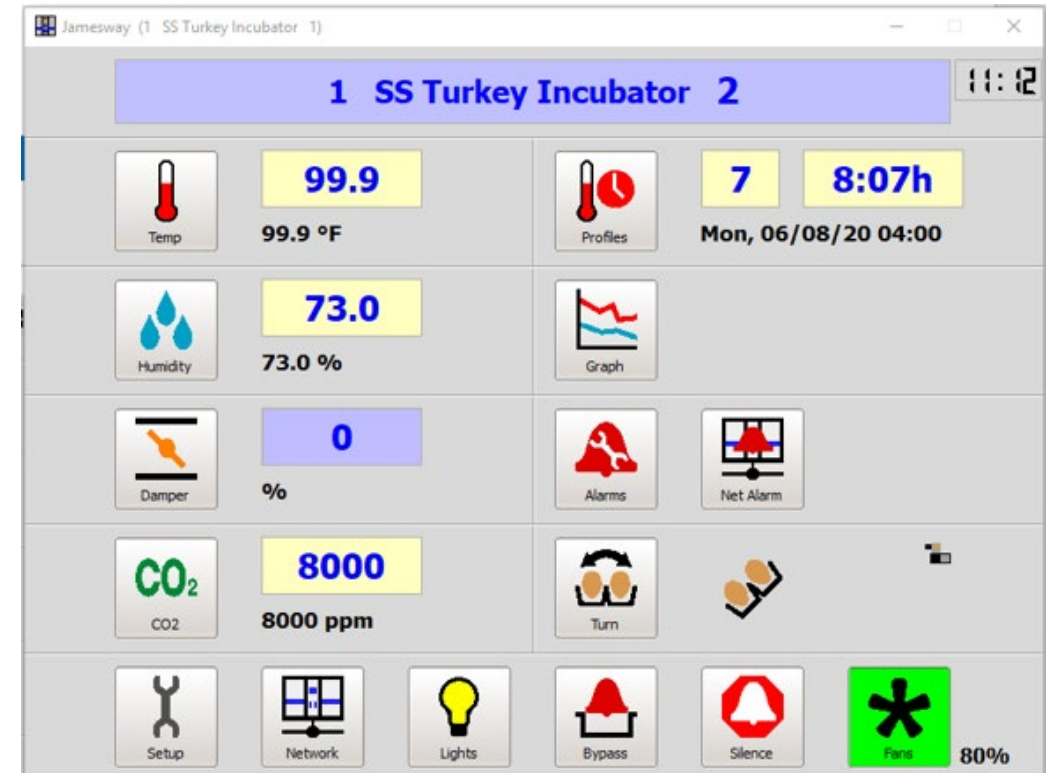 Jamesway (1 SS Turkey Incubator 1)
1 SS Turkey Incubator 2
11:12
99.9
7
8:07h
Temp
99.9 °F
Profiles
Mon, 06/08/20 04:00
73.0
Humidity
73.0 %
Graph
0
Damper
%
Alarms
Net Alarm
CO₂
8000
CO2
8000 ppm
Turn
Setup
Network
Lights
Bypass
Silence
Fans
80%